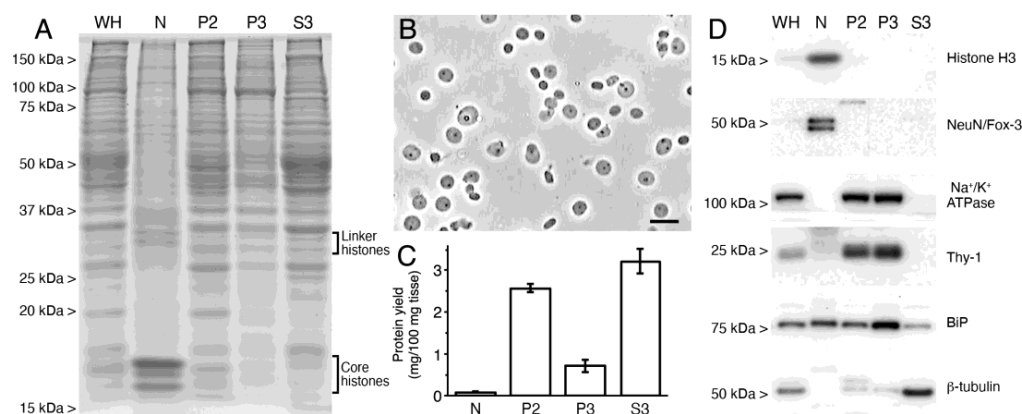 A
WH N P2 P3 S3
150 kDa >
100 kDa >
75 kDa >
50 kDa >
37 kDa >
25 kDa >
20 kDa >
15 kDa >
Linker
histones
Core
histones
B
C
Protein yield
(mg/100 mg tisse)
3
2
1
0
N P2 P3 S3
D
WH N P2 P3 S3
15 kDa > Histone H3
50 kDa > NeuN/Fox-3
100 kDa > Na⁺/K⁺
ATPase
25 kDa > Thy-1
75 kDa > BiP
50 kDa > β-tubulin